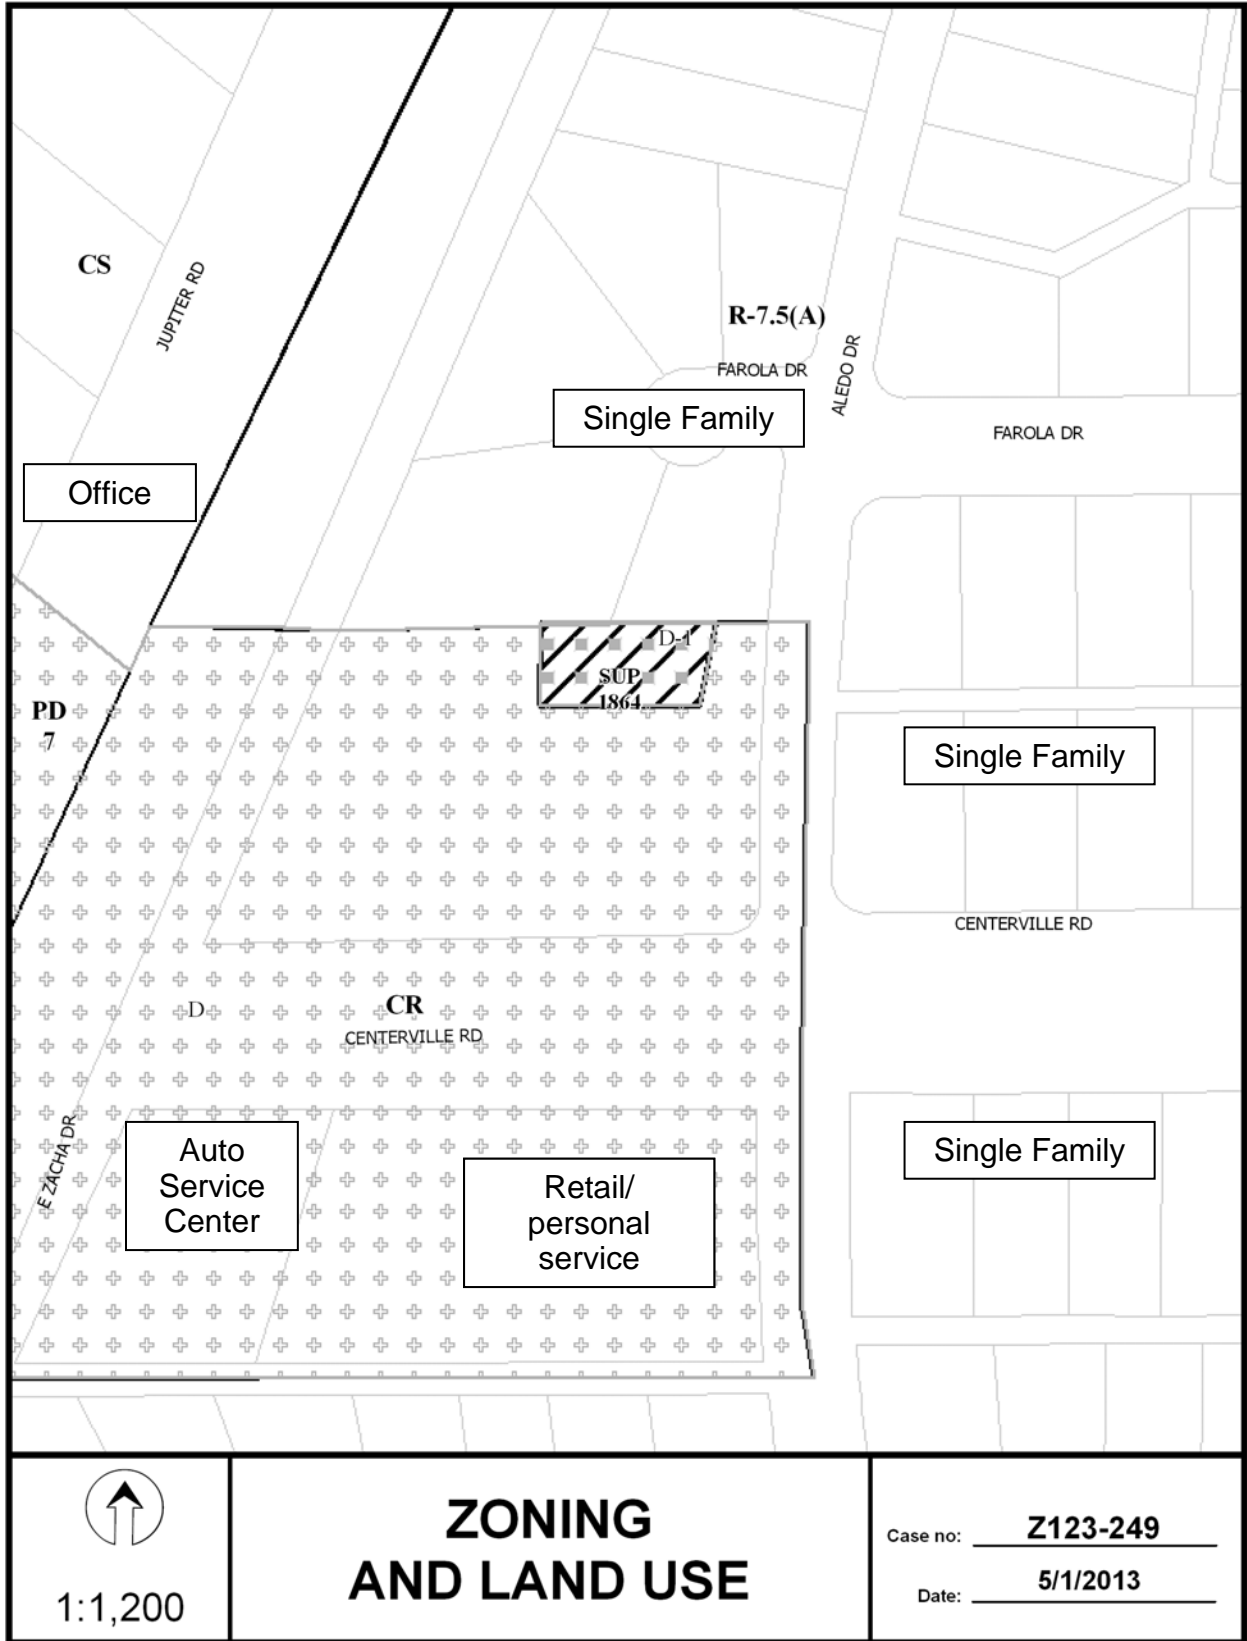 CS
JUPITER RD
R-7.5(A)
FAROLA DR
ALEDO DR
Single Family
FAROLA DR
Office
D-1
SUP
1864
PD
7
Single Family
CENTERVILLE RD
D
CR
CENTERVILLE RD
E ZACHA DR
Auto
Service
Center
Retail/
personal
service
Single Family
1:1,200
ZONING
AND LAND USE
Case no: Z123-249
Date: 5/1/2013